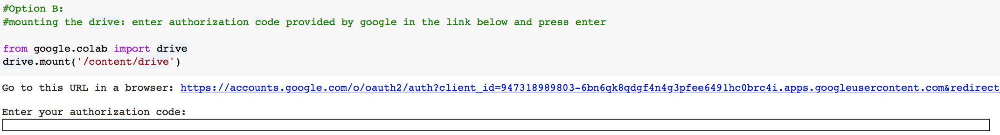 #Option B:
#mounting the drive: enter authorization code provided by google in the link below and press enter
from google.colab import drive
drive.mount('/content/drive')
Go to this URL in a browser: https://accounts.google.com/o/oauth2/auth?client_id=947318989803-6bn6qk8qdgf4n4g3pfee6491hc0brc4i.apps.googleusercontent.com&redirect_
Enter your authorization code: